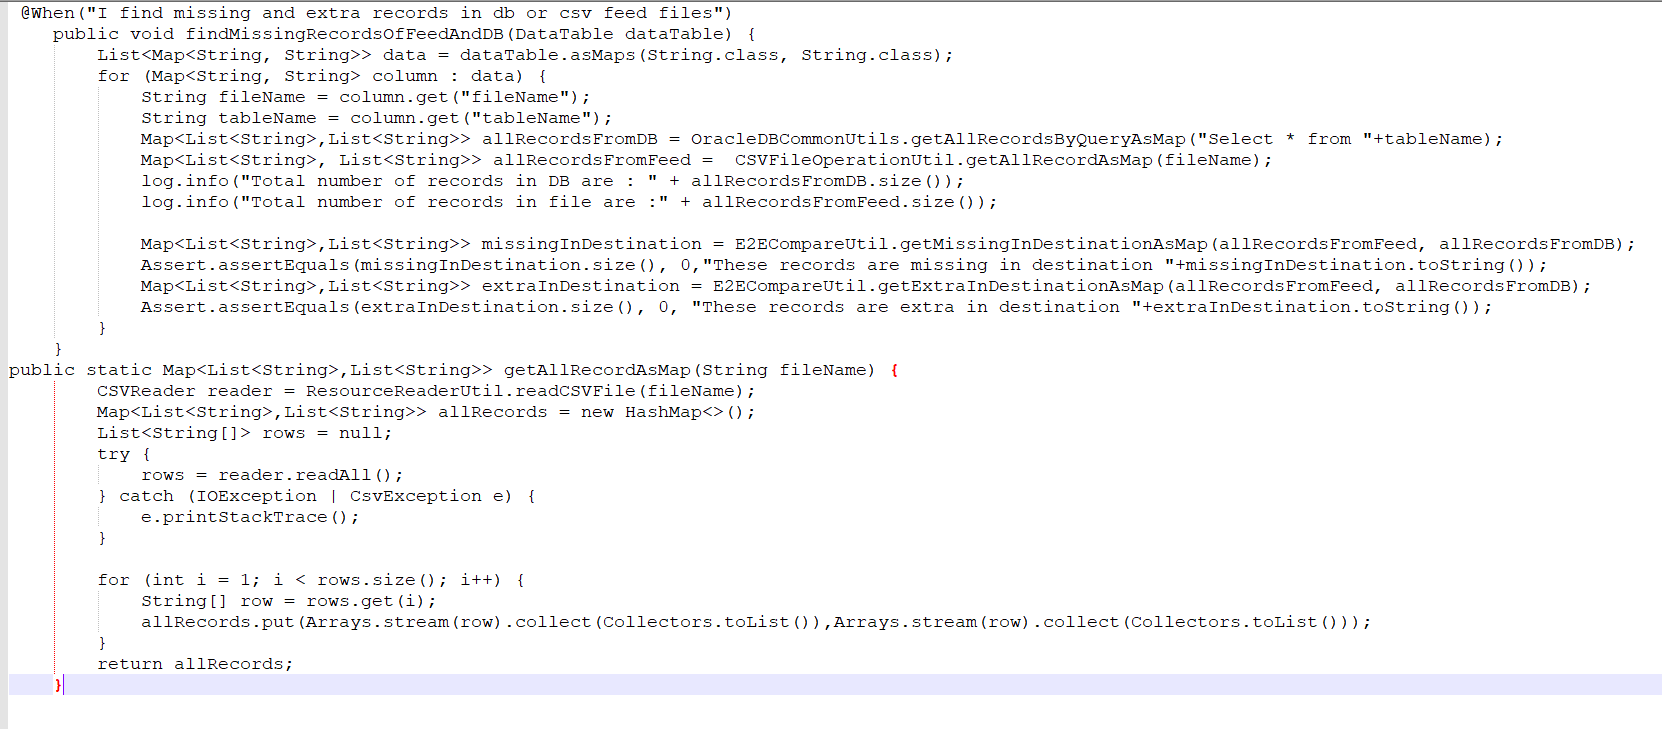 @When("I find missing and extra records in db or csv feed files")
public void findMissingRecordsOfFeedAndDB(DataTable dataTable) {
List<Map<String, String>> data = dataTable.asMaps(String.class, String.class);
for (Map<String, String> column : data) {
String fileName = column.get("fileName");
String tableName = column.get("tableName");
Map<List<String>,List<String>> allRecordsFromDB = OracleDBCommonUtils.getAllRecordsByQueryAsMap("Select * from "+tableName);
Map<List<String>, List<String>> allRecordsFromFeed =  CSVFileOperationUtil.getAllRecordAsMap(fileName);
log.info("Total number of records in DB are : " + allRecordsFromDB.size());
log.info("Total number of records in file are :" + allRecordsFromFeed.size());
Map<List<String>,List<String>> missingInDestination = E2ECompareUtil.getMissingInDestinationAsMap(allRecordsFromFeed, allRecordsFromDB);
Assert.assertEquals(missingInDestination.size(), 0,"These records are missing in destination "+missingInDestination.toString());
Map<List<String>,List<String>> extraInDestination = E2ECompareUtil.getExtraInDestinationAsMap(allRecordsFromFeed, allRecordsFromDB);
Assert.assertEquals(extraInDestination.size(), 0, "These records are extra in destination "+extraInDestination.toString());
}
}
public static Map<List<String>,List<String>> getAllRecordAsMap(String fileName) {
CSVReader reader = ResourceReaderUtil.readCSVFile(fileName);
Map<List<String>,List<String>> allRecords = new HashMap<>();
List<String[]> rows = null;
try {
rows = reader.readAll();
} catch (IOException | CsvException e) {
e.printStackTrace();
}
for (int i = 1; i < rows.size(); i++) {
String[] row = rows.get(i);
allRecords.put(Arrays.stream(row).collect(Collectors.toList()),Arrays.stream(row).collect(Collectors.toList()));
}
return allRecords;
}